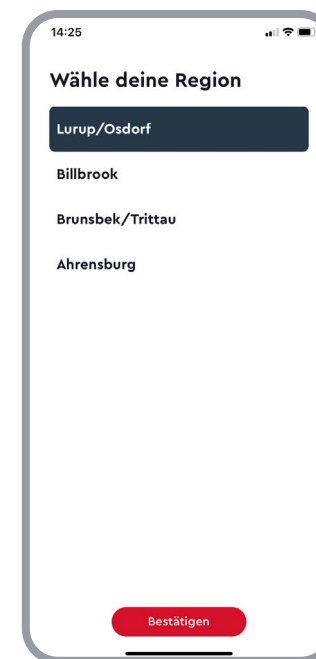 14:25
Wähle deine Region
Lurup/Osdorf
Billbrook
Brunsbek/Trittau
Ahrensburg
Bestätigen